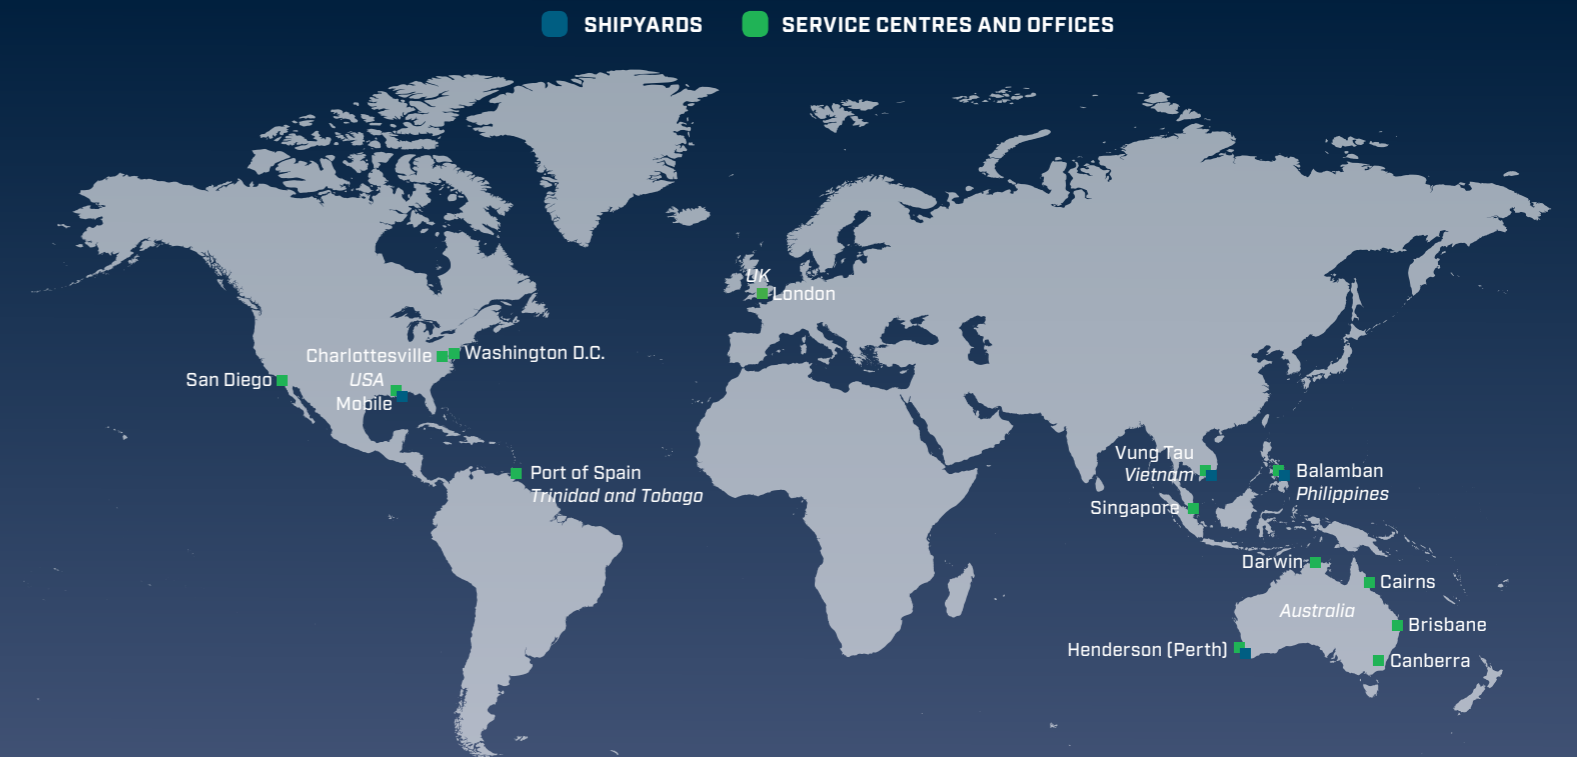 SHIPYARDS
SERVICE CENTRES AND OFFICES
UK
London
Charlottesville
Washington D.C.
San Diego
USA
Mobile
Port of Spain
Trinidad and Tobago
Vung Tau
Vietnam
Balamban
Philippines
Singapore
Darwin
Cairns
Australia
Brisbane
Henderson (Perth)
Canberra